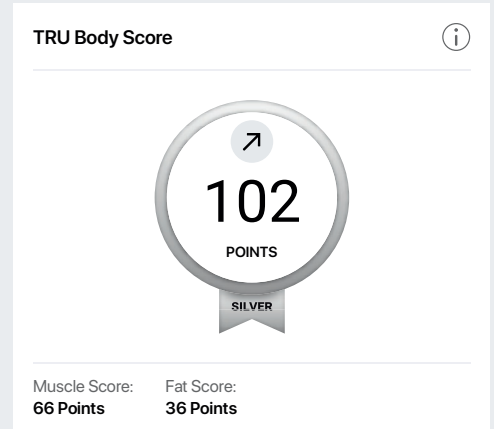 TRU Body Score
102
POINTS
SILVER
Muscle Score: Fat Score:
66 Points 36 Points